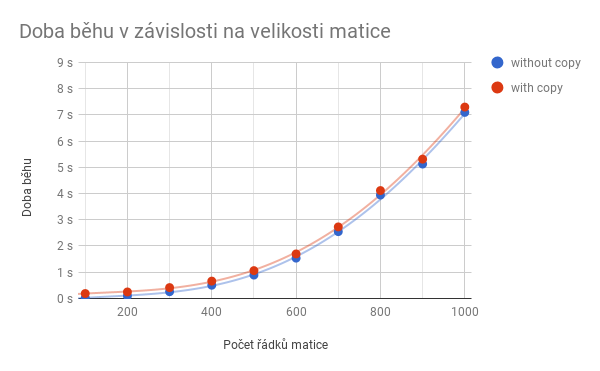 Doba běhu v závislosti na velikosti matice
without copy
with copy
9 s
8 s
7 s
6 s
5 s
4 s
3 s
2 s
1 s
0 s
Doba běhu
200
400
600
800
1000
Počet řádků matice